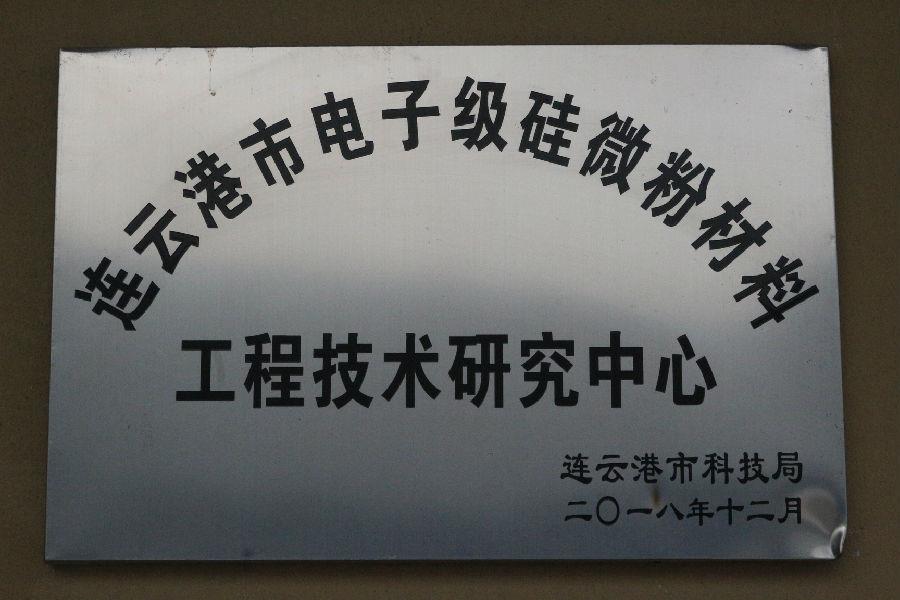 连云港市电子级硅微粉材料
工程技术研究中心
连云港市科技局
二〇一八年十二月